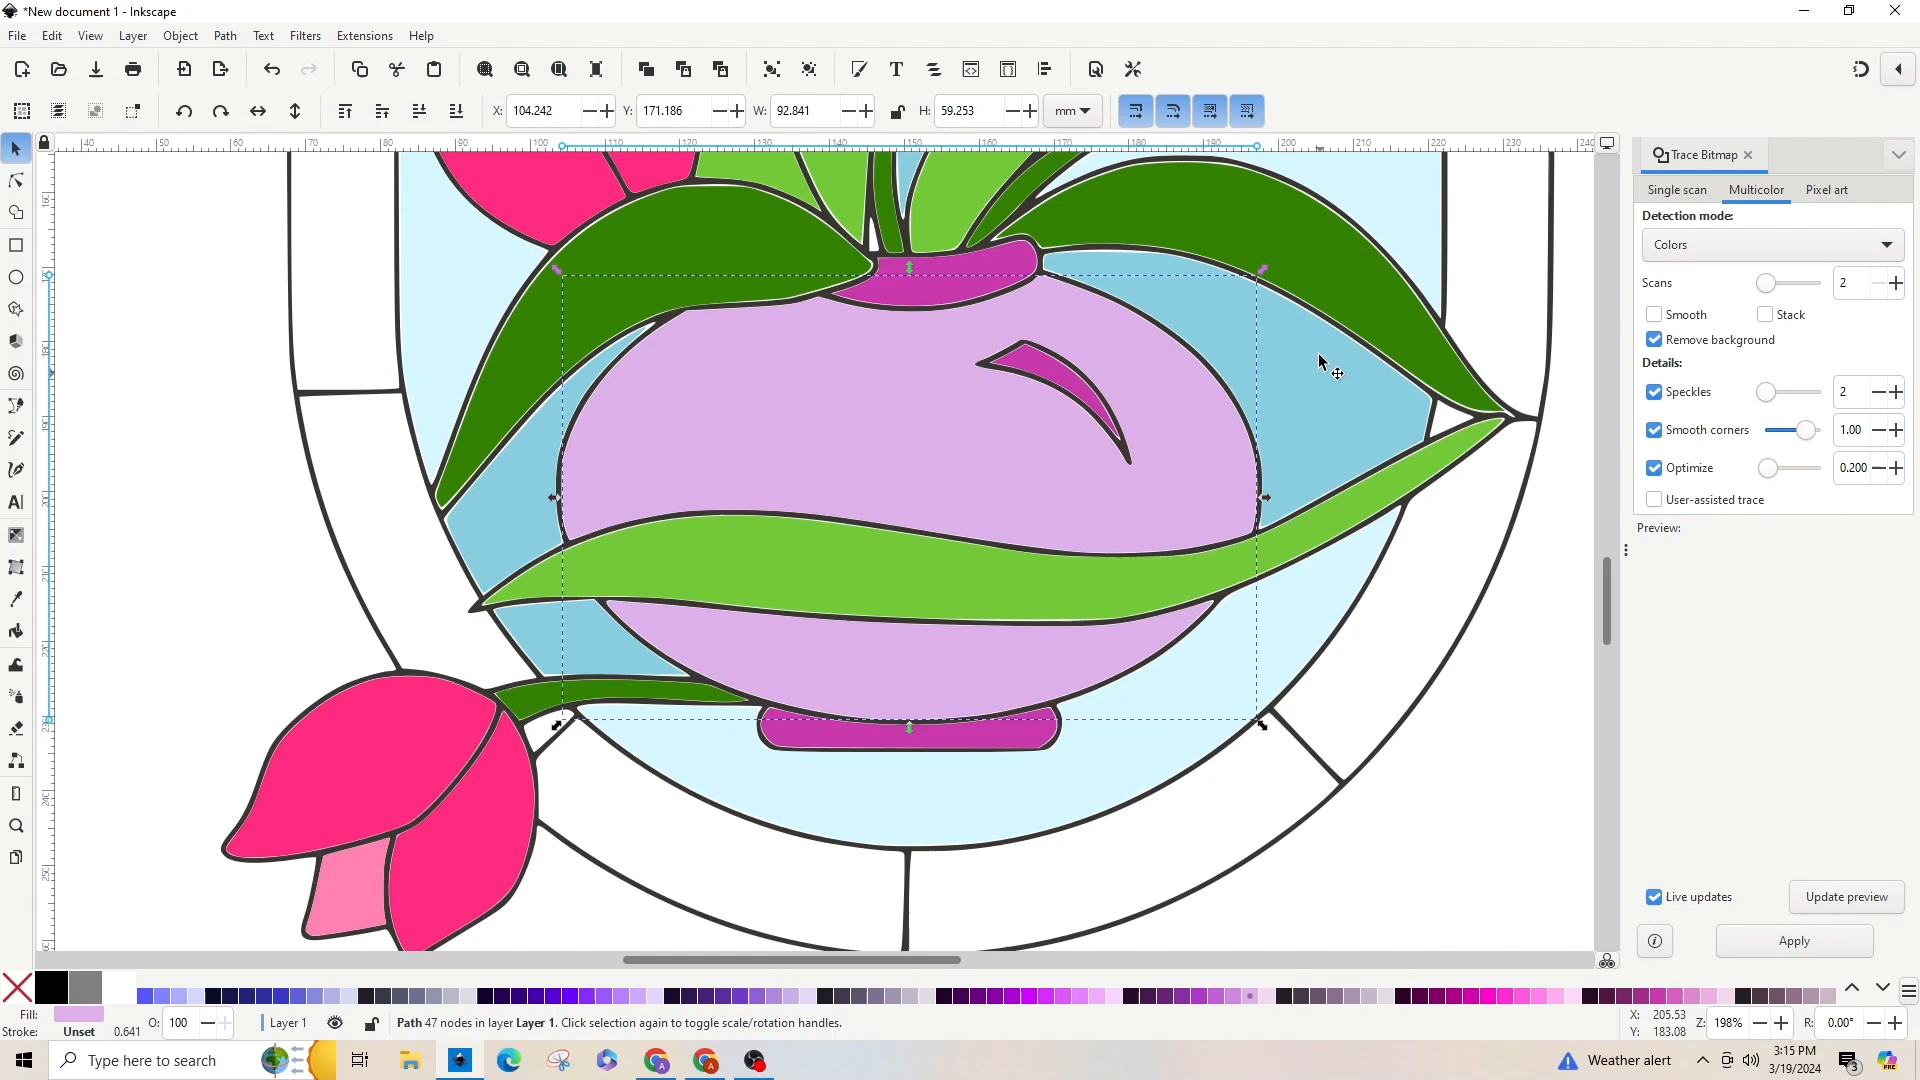 *New document 1 - Inkscape
File Edit View Layer Object Path Text Filters Extensions Help
X: 104.242 Y: 171.186 W: 92.841 H: 59.253 mm
Trace Bitmap
Single scan Multicolor Pixel art
Detection mode:
Colors
Scans 2
Smooth Stack
Remove background
Details:
Speckles 2
Smooth corners 1.00
Optimize 0.200
User-assisted trace
Preview:
Live updates Update preview
Apply
Fill:
Stroke: Unset 0.641 O: 100 Layer 1 Path 47 nodes in layer Layer 1. Click selection again to toggle scale/rotation handles.
X: 205.53
Y: 183.08 Z: 198% R: 0.00°
Type here to search
Weather alert
3:15 PM
3/19/2024
3